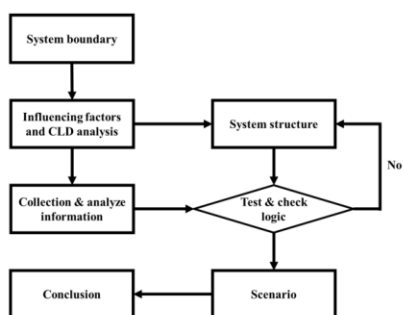 System boundary
Influencing factors
and CLD analysis
System structure
No
Collection & analyze
information
Test & check
logic
Conclusion
Scenario